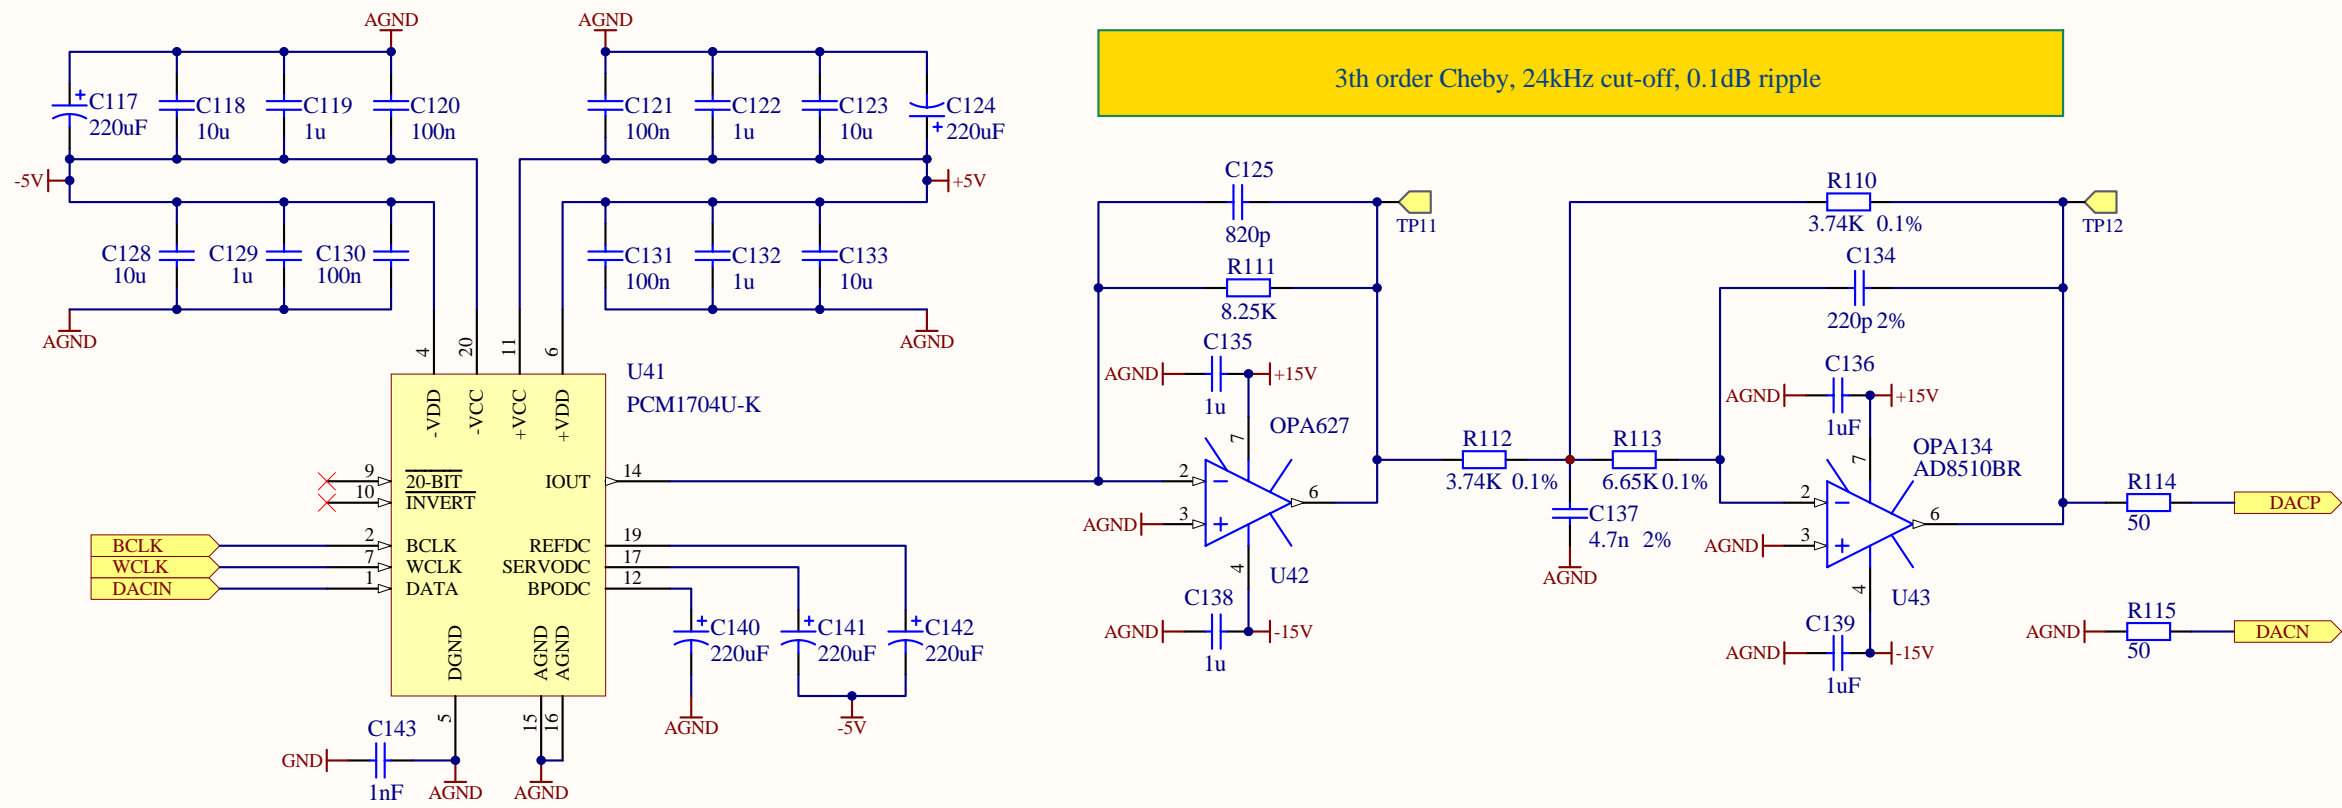 AGND
AGND
3th order Cheby, 24kHz cut-off, 0.1dB ripple
C117
220uF
C118
10u
C119
1u
C120
100n
C121
100n
C122
1u
C123
10u
C124
220uF
-5V
+5V
C128
10u
C129
1u
C130
100n
C131
100n
C132
1u
C133
10u
AGND
AGND
4
20
11
6
U41
PCM1704U-K
-VDD
-VCC
+VCC
+VDD
9
20-BIT
10
INVERT
BCLK
2
BCLK
WCLK
7
WCLK
DACIN
1
DATA
IOUT
14
REFDC
19
SERVODC
17
BPODC
12
DGND
AGND
AGND
5
15
16
C140
220uF
C141
220uF
C142
220uF
AGND
-5V
C143
GND
1nF
AGND
AGND
C125
820p
TP11
R111
8.25K
C135
AGND
+15V
1u
OPA627
7
2
3
AGND
6
4
U42
C138
AGND
-15V
1u
R112
3.74K 0.1%
R113
6.65K 0.1%
C137
4.7n 2%
AGND
R110
3.74K 0.1%
TP12
C134
220p 2%
C136
AGND
+15V
1uF
OPA134
AD8510BR
7
2
3
AGND
6
4
U43
C139
AGND
-15V
1uF
R114
50
DACP
R115
AGND
50
DACN